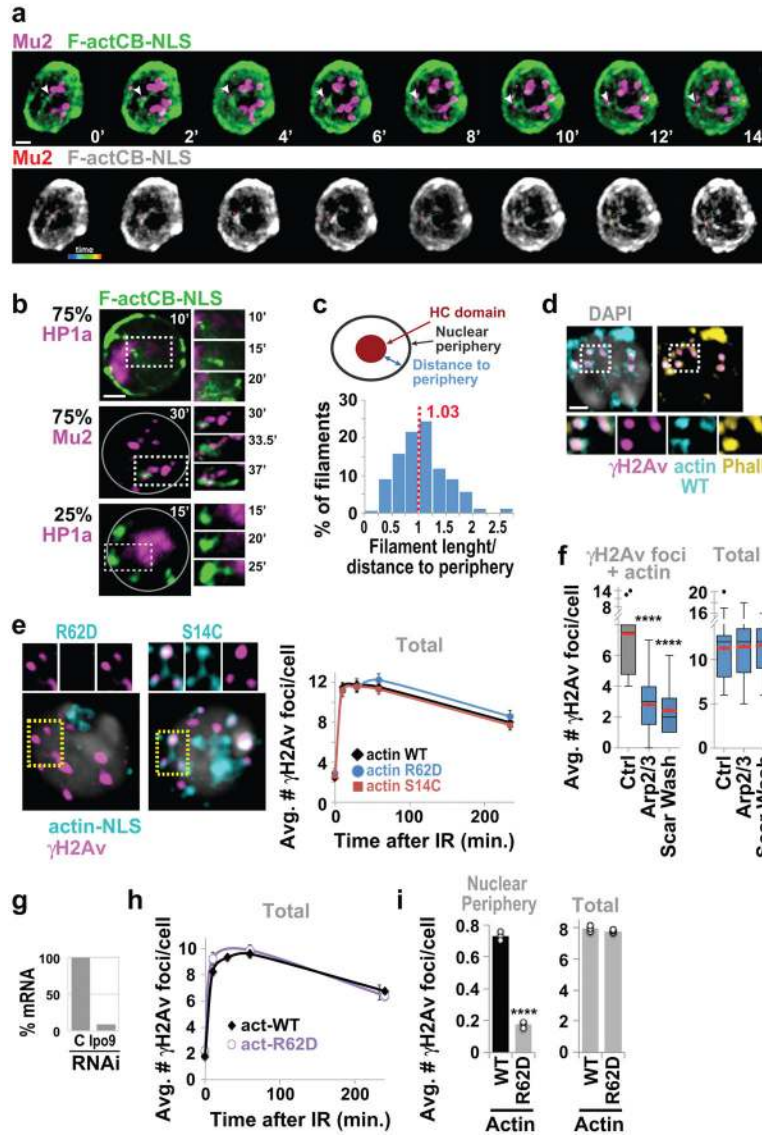 a
Mu2 F-actCB-NLS
0' 2' 4' 6' 8' 10' 12' 14
Mu2 F-actCB-NLS
time
b
F-actCB-NLS
75%
HP1a
10'
10'
15'
20'
75%
Mu2
30'
30'
33.5'
37'
25%
HP1a
15'
15'
20'
25'
c
HC domain
Nuclear
periphery
Distance to
periphery
% of filaments
30
20
10
0
1.03
0.5 1 1.5 2 2.5
Filament lenght/
distance to periphery
d
DAPI
γH2Av actin Phall
WT
e
R62D S14C
actin-NLS
γH2Av
Total
Avg. # γH2Av foci/cell
12
9
6
3
0
actin WT
actin R62D
actin S14C
0 100 200
Time after IR (min.)
f
γH2Av foci
+ actin
Total
Avg. # γH2Av foci/cell
14
8
6
4
2
0
****
****
Ctrl
Arp2/3
Scar Wash
20
16
15
10
5
0
Ctrl
Arp2/3
Scar Wash
g
% mRNA
100
50
0
C Ipo9
RNAi
h
Total
Avg. # γH2Av foci/cell
10
8
6
4
2
0
act-WT
act-R62D
0 100 200
Time after IR (min.)
i
Nuclear
Periphery
Avg. # γH2Av foci/cell
0.8
0.6
0.4
0.2
0
****
WT
R62D
Actin
Total
8
6
4
2
0
WT
R62D
Actin